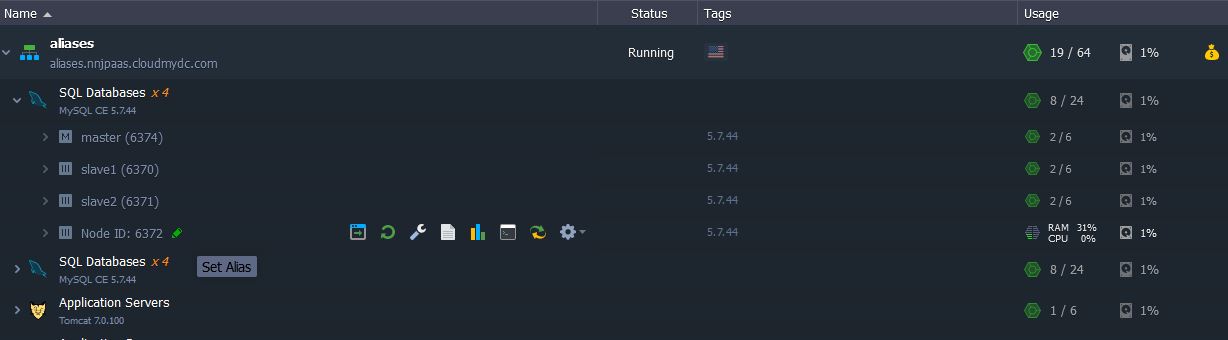 Name Status Tags Usage
aliases Running 19 / 64 1%
aliases.nnjpaas.cloudmydc.com
SQL Databases x 4 8 / 24 1%
MySQL CE 5.7.44
M master (6374) 5.7.44 2 / 6 1%
slave1 (6370) 5.7.44 2 / 6 1%
slave2 (6371) 5.7.44 2 / 6 1%
Node ID: 6372 5.7.44 RAM 31% 1%
CPU 0%
SQL Databases x 4 8 / 24 1%
MySQL CE 5.7.44
Set Alias
Application Servers 1 / 6 1%
Tomcat 7.0.100